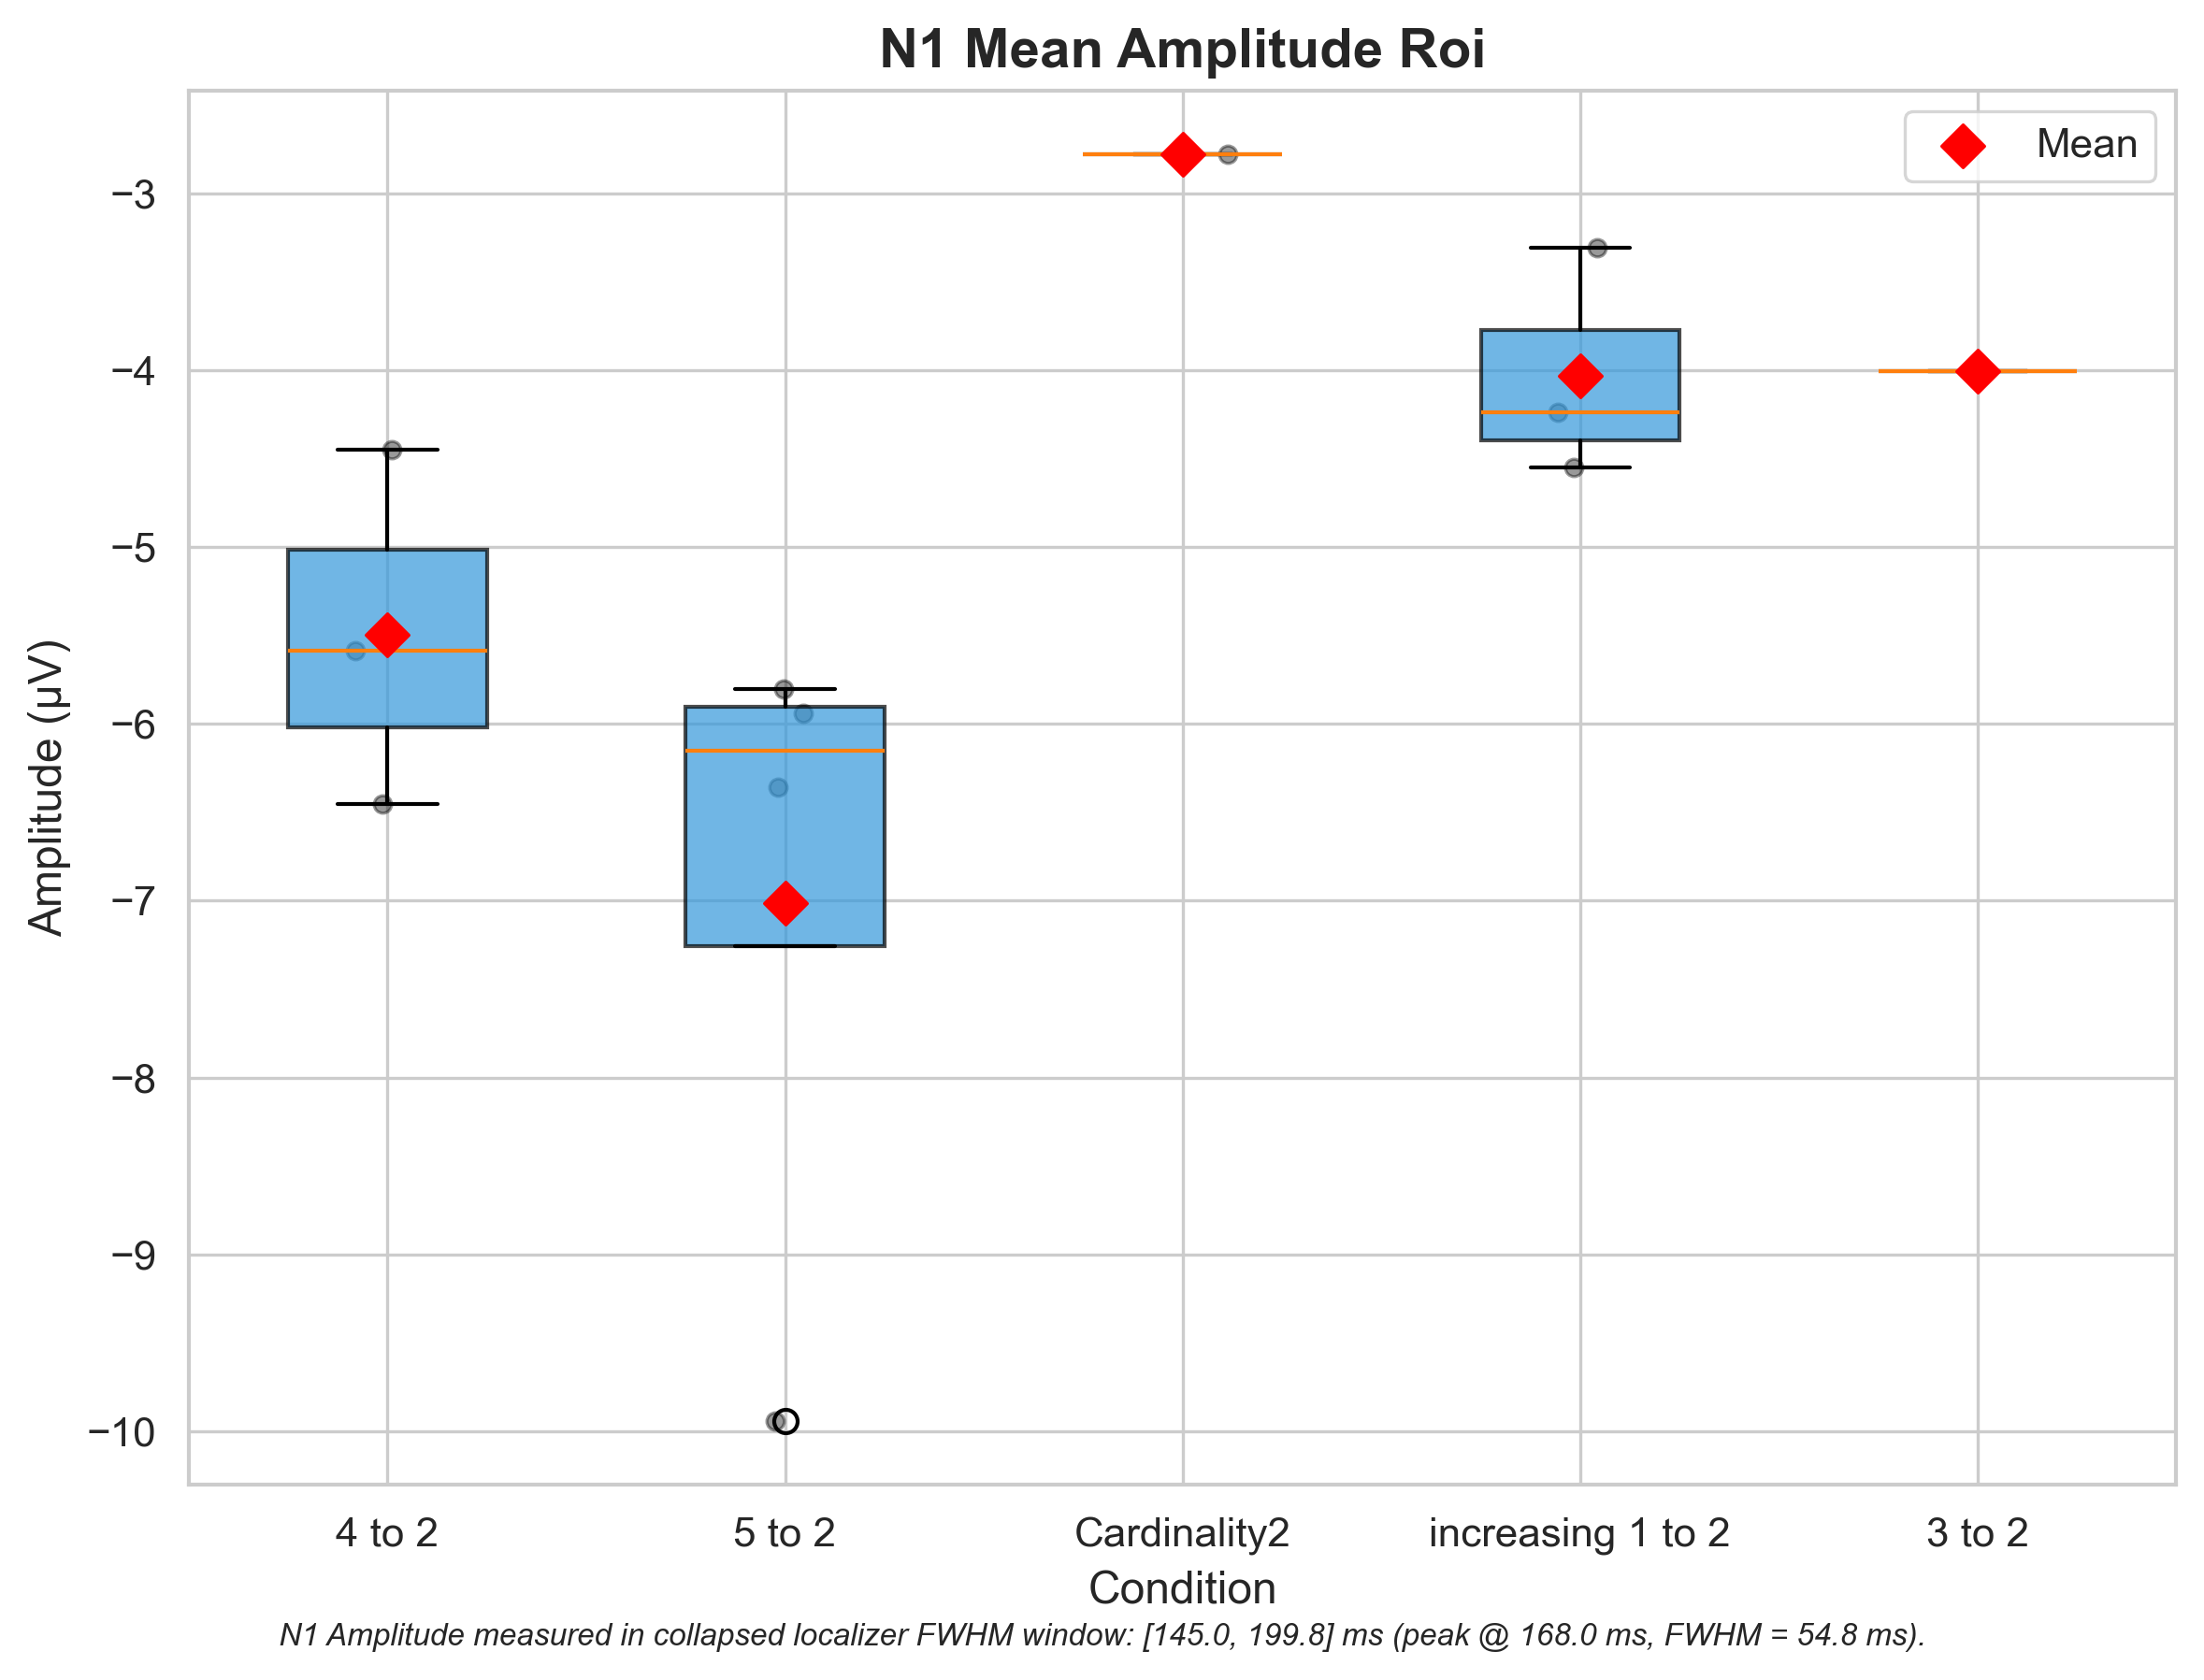 N1 Mean Amplitude Roi
Mean
−3
−4
−5
−6
−7
−8
−9
−10
Amplitude (μV)
4 to 2
5 to 2
Cardinality2
increasing 1 to 2
3 to 2
Condition
N1 Amplitude measured in collapsed localizer FWHM window: [145.0, 199.8] ms (peak @ 168.0 ms, FWHM = 54.8 ms).